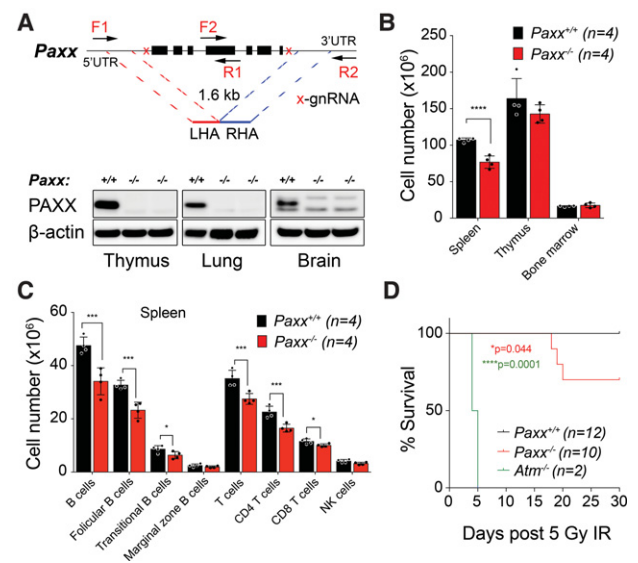 A
F1
F2
Paxx
x
x
3'UTR
5'UTR
R1
R2
1.6 kb
x-gnRNA
LHA RHA
Paxx: +/+ -/- -/- +/+ -/- -/- +/+ -/- -/-
PAXX
β-actin
Thymus Lung Brain
B
Paxx+/+ (n=4)
Paxx-/- (n=4)
Cell number (x10⁶)
250
200
150
100
50
0
****
*
Spleen
Thymus
Bone marrow
C
Spleen
Paxx+/+ (n=4)
Paxx-/- (n=4)
Cell number (x10⁶)
60
40
20
0
***
***
*
***
***
*
B cells
Folicular B cells
Transitional B cells
Marginal zone B cells
T cells
CD4 T cells
CD8 T cells
NK cells
D
% Survival
100
50
0
*p=0.044
****p=0.0001
Paxx+/+ (n=12)
Paxx-/- (n=10)
Atm-/- (n=2)
0 5 10 15 20 25 30
Days post 5 Gy IR